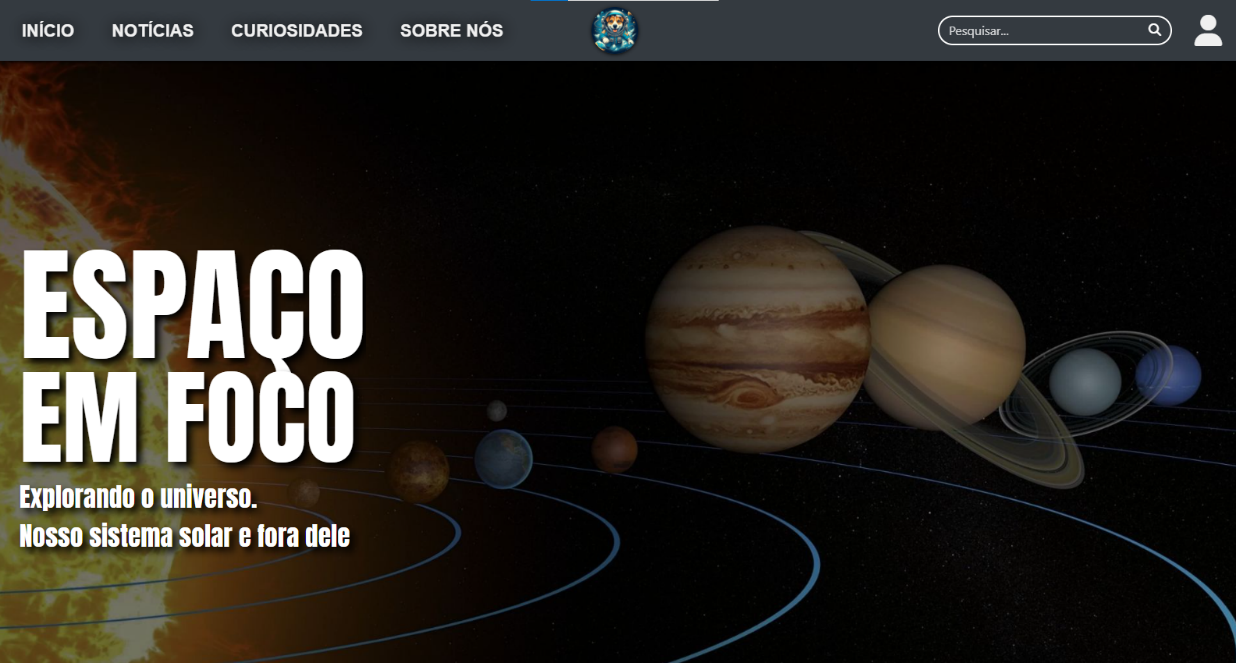 INÍCIO NOTÍCIAS CURIOSIDADES SOBRE NÓS Pesquisar...
ESPAÇO
EM FOCO
Explorando o universo.
Nosso sistema solar e fora dele